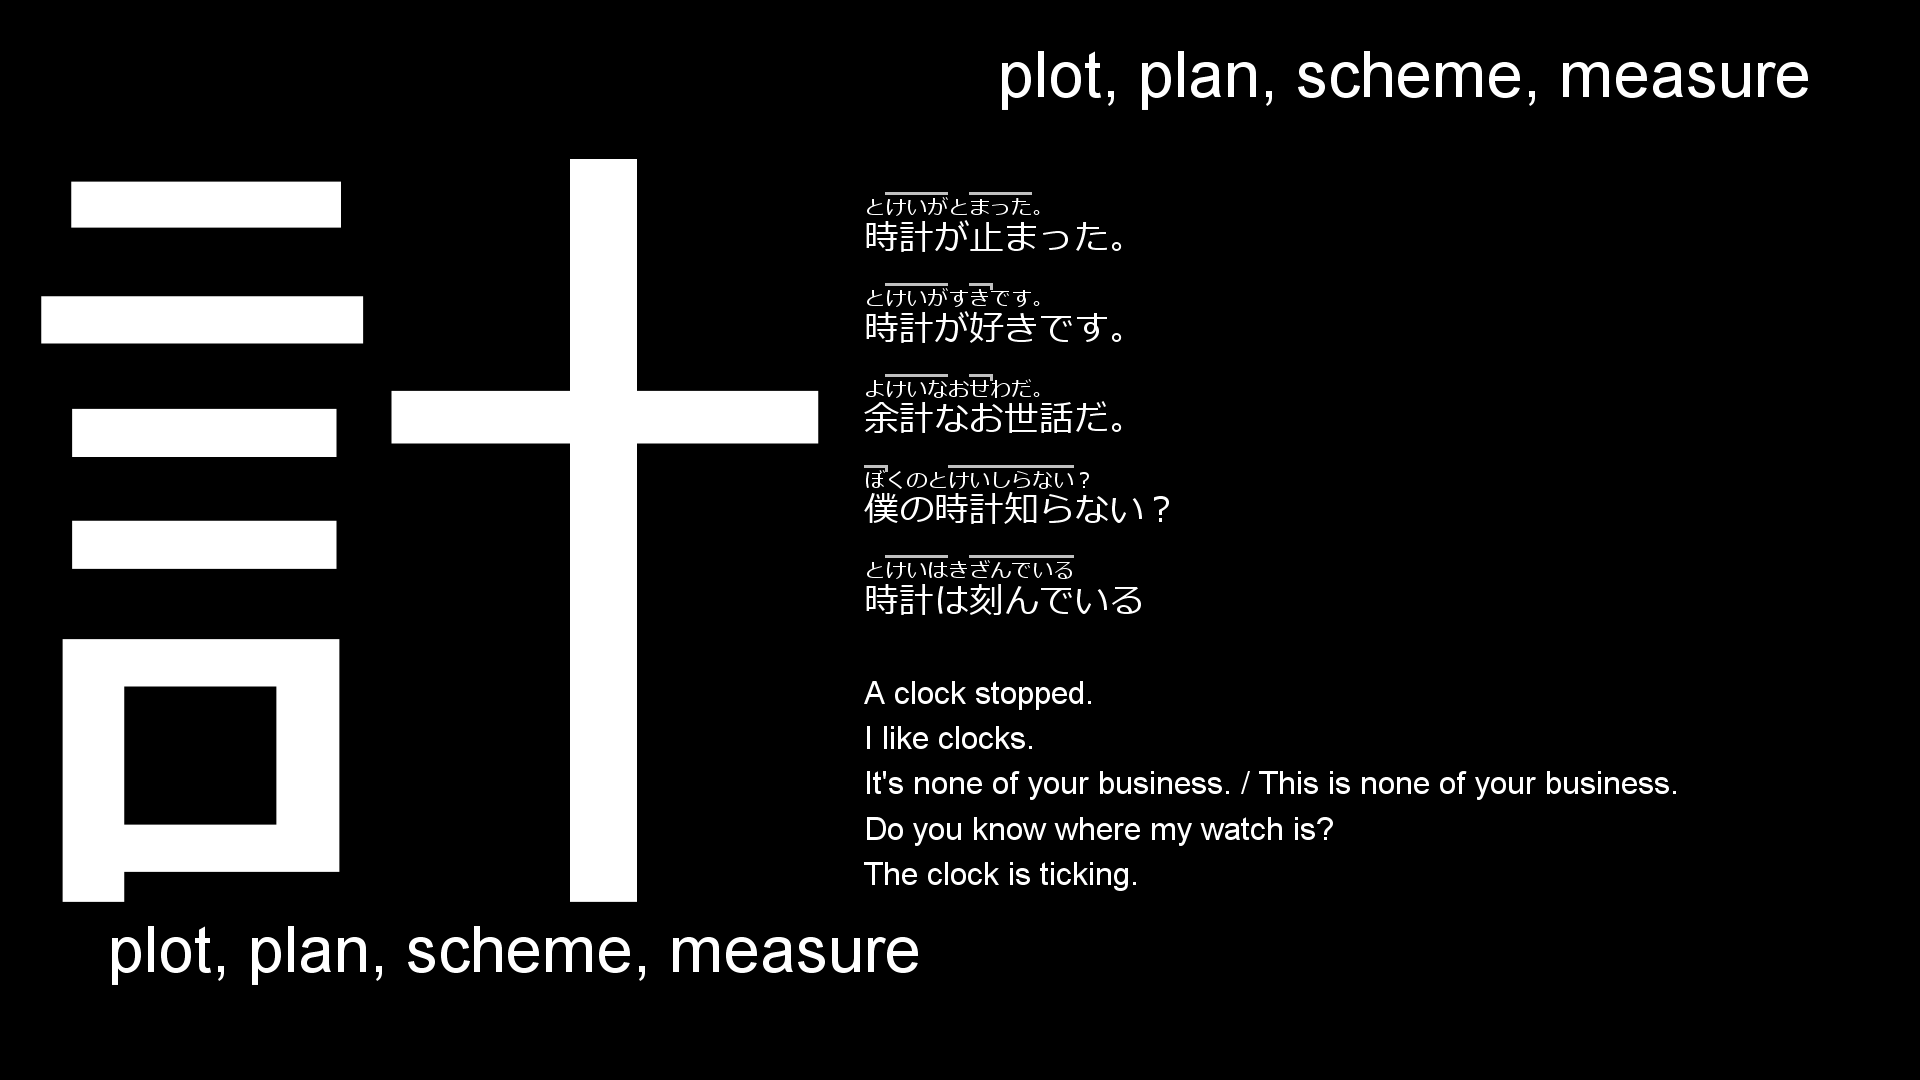 plot, plan, scheme, measure
計
とけいがとまった。
時計が止まった。
とけいがすきです。
時計が好きです。
よけいなおせわだ。
余計なお世話だ。
ぼくのとけいしらない？
僕の時計知らない？
とけいはきざんでいる
時計は刻んでいる
A clock stopped.
I like clocks.
It's none of your business. / This is none of your business.
Do you know where my watch is?
The clock is ticking.
plot, plan, scheme, measure